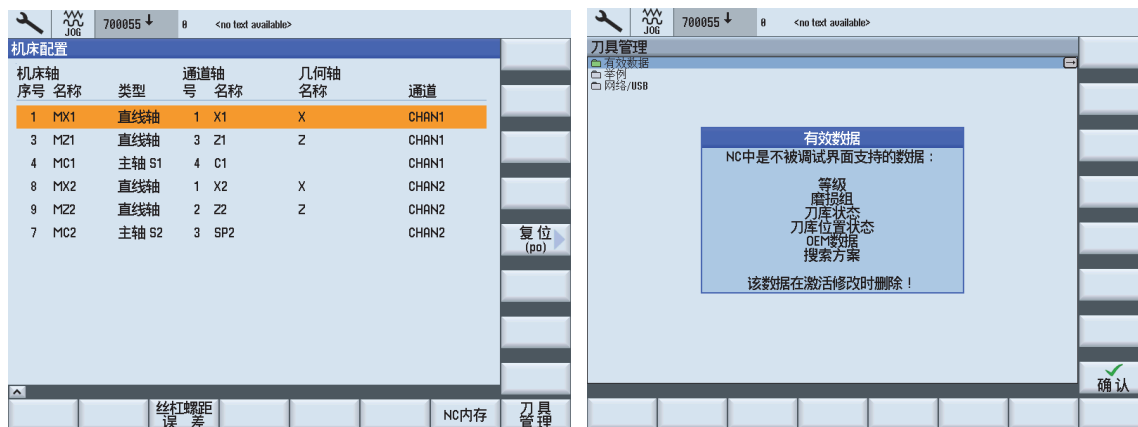 JOG
700055 ↓ 0 <no text available>
机床配置
机床轴 通道轴 几何轴
序号 名称 类型 号 名称 名称 通道
1 MX1 直线轴 1 X1 X CHAN1
3 MZ1 直线轴 3 Z1 Z CHAN1
4 MC1 主轴 S1 4 C1 CHAN1
8 MX2 直线轴 1 X2 X CHAN2
9 MZ2 直线轴 2 Z2 Z CHAN2
7 MC2 主轴 S2 3 SP2 CHAN2
复位
(po)
丝杠螺距
误 差
NC内存
刀具
管理
JOG
700055 ↓ 0 <no text available>
刀具管理
有效数据
举例
网络/USB
有效数据
NC中是不被调试界面支持的数据：
等级
磨损组
刀库状态
刀库位置状态
OEM数据
搜索方案
该数据在激活修改时删除！
确认